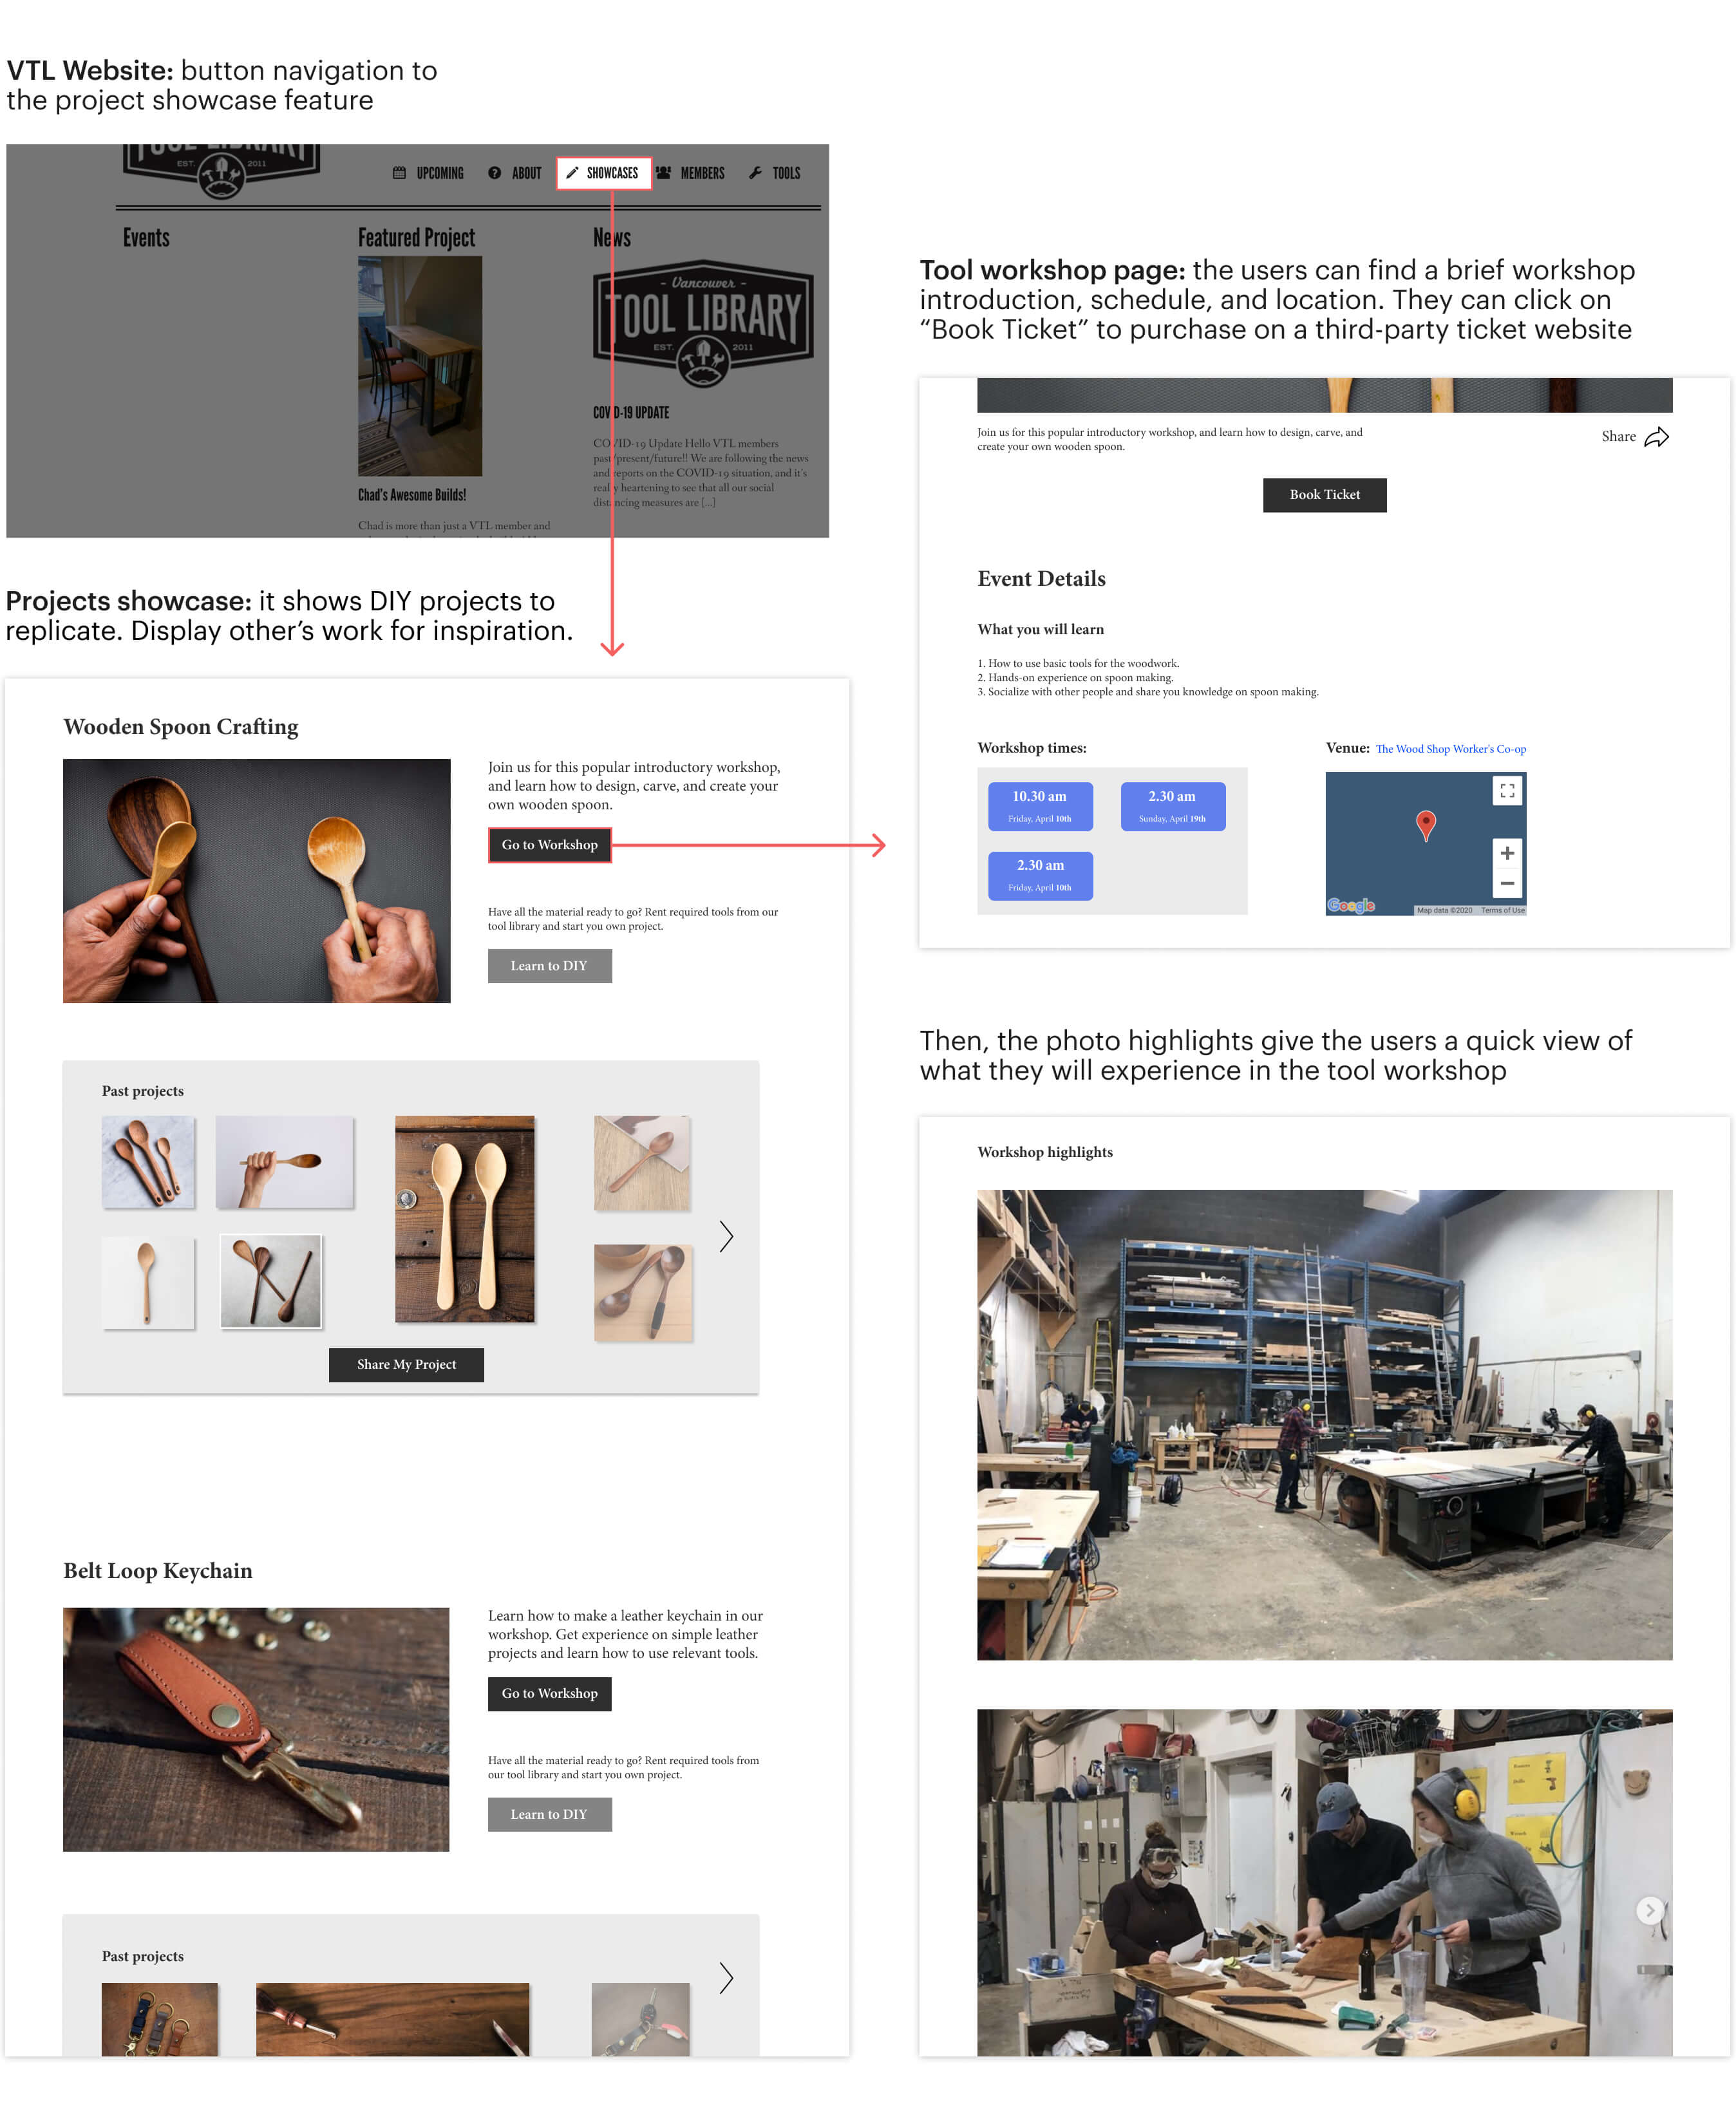 VTL Website: button navigation to
the project showcase feature
TOOL LIBRARY
EST. 2011
UPCOMING
ABOUT
SHOWCASES
MEMBERS
TOOLS
Events
Featured Project
News
- Vancouver -
TOOL LIBRARY
EST. 2011
COVID-19 UPDATE
COVID-19 Update Hello VTL members
past/present/future!! We are following the news
and reports on the COVID-19 situation, and it's
really heartening to see that all our social
distancing measures are [...]
Chad's Awesome Builds!
Chad is more than just a VTL member and
Projects showcase: it shows DIY projects to
replicate. Display other's work for inspiration.
Wooden Spoon Crafting
Join us for this popular introductory workshop,
and learn how to design, carve, and create your
own wooden spoon.
Go to Workshop
Have all the material ready to go? Rent required tools from our
tool library and start you own project.
Learn to DIY
Past projects
Share My Project
Belt Loop Keychain
Learn how to make a leather keychain in our
workshop. Get experience on simple leather
projects and learn how to use relevant tools.
Go to Workshop
Have all the material ready to go? Rent required tools from
our tool library and start you own project.
Learn to DIY
Past projects
Tool workshop page: the users can find a brief workshop
introduction, schedule, and location. They can click on
“Book Ticket” to purchase on a third-party ticket website
Join us for this popular introductory workshop, and learn how to design, carve, and
create your own wooden spoon.
Share
Book Ticket
Event Details
What you will learn
1. How to use basic tools for the woodwork.
2. Hands-on experience on spoon making.
3. Socialize with other people and share you knowledge on spoon making.
Workshop times:
10.30 am
Friday, April 10th
2.30 am
Sunday, April 19th
2.30 am
Friday, April 10th
Venue: The Wood Shop Worker's Co-op
Google
Map data ©2020 Terms of Use
Then, the photo highlights give the users a quick view of
what they will experience in the tool workshop
Workshop highlights